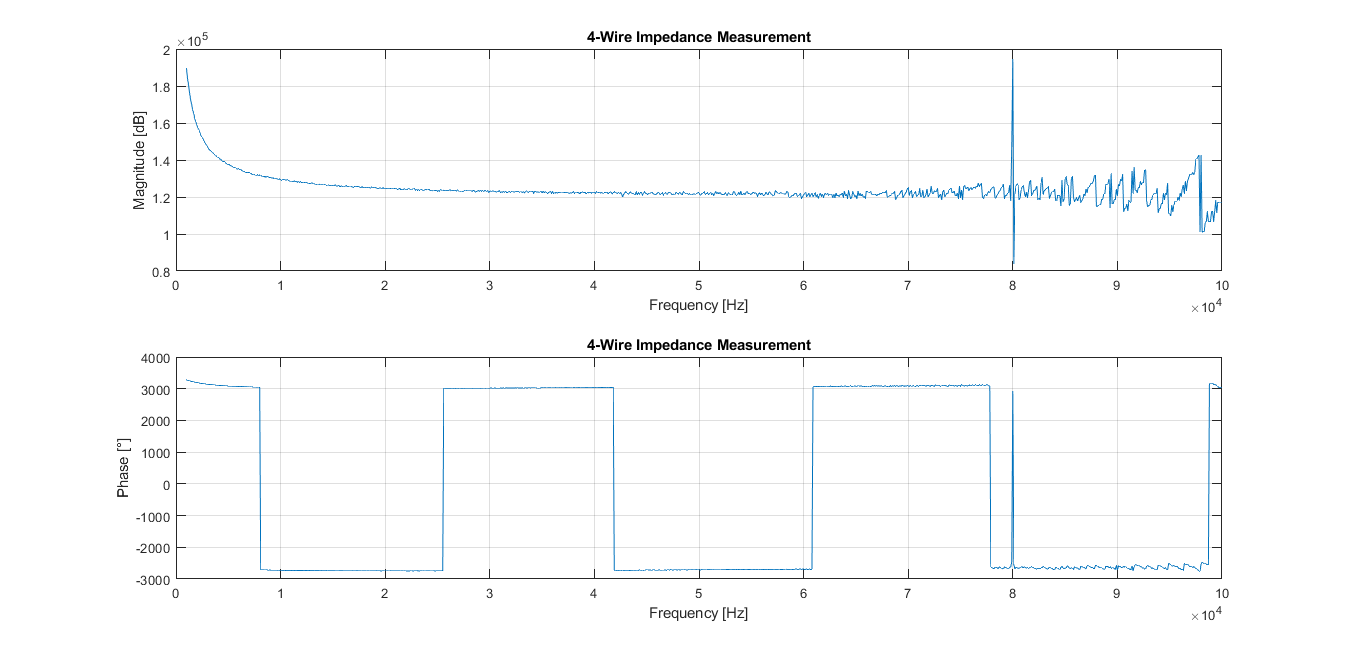 4-Wire Impedance Measurement
×10^5
2
1.8
1.6
1.4
1.2
1
0.8
Magnitude [dB]
0 1 2 3 4 5 6 7 8 9 10
Frequency [Hz]
×10^4
4-Wire Impedance Measurement
4000
3000
2000
1000
0
-1000
-2000
-3000
Phase [°]
0 1 2 3 4 5 6 7 8 9 10
Frequency [Hz]
×10^4